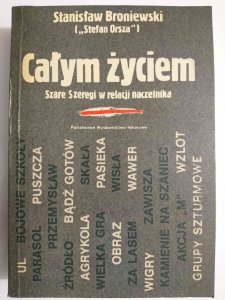 Stanisław Broniewski
(„Stefan Orsza”)
Całym życiem
Szare Szeregi w relacji naczelnika
Państwowe Wydawnictwo Naukowe
UL BOJOWE SZKOŁY
PARASOL PUSZCZA
PRZEMYSŁAW
ŹRÓDŁO BĄDŹ GOTÓW
AGRYKOLA SKAŁA
WIELKA GRA PASIEKA
OBRAZ WISŁA
ZA LASEM WAWER
WIGRY ZAWISZA
KAMIENIE NA SZANIEC
AKCJA „M” WZLOT
GRUPY SZTURMOWE